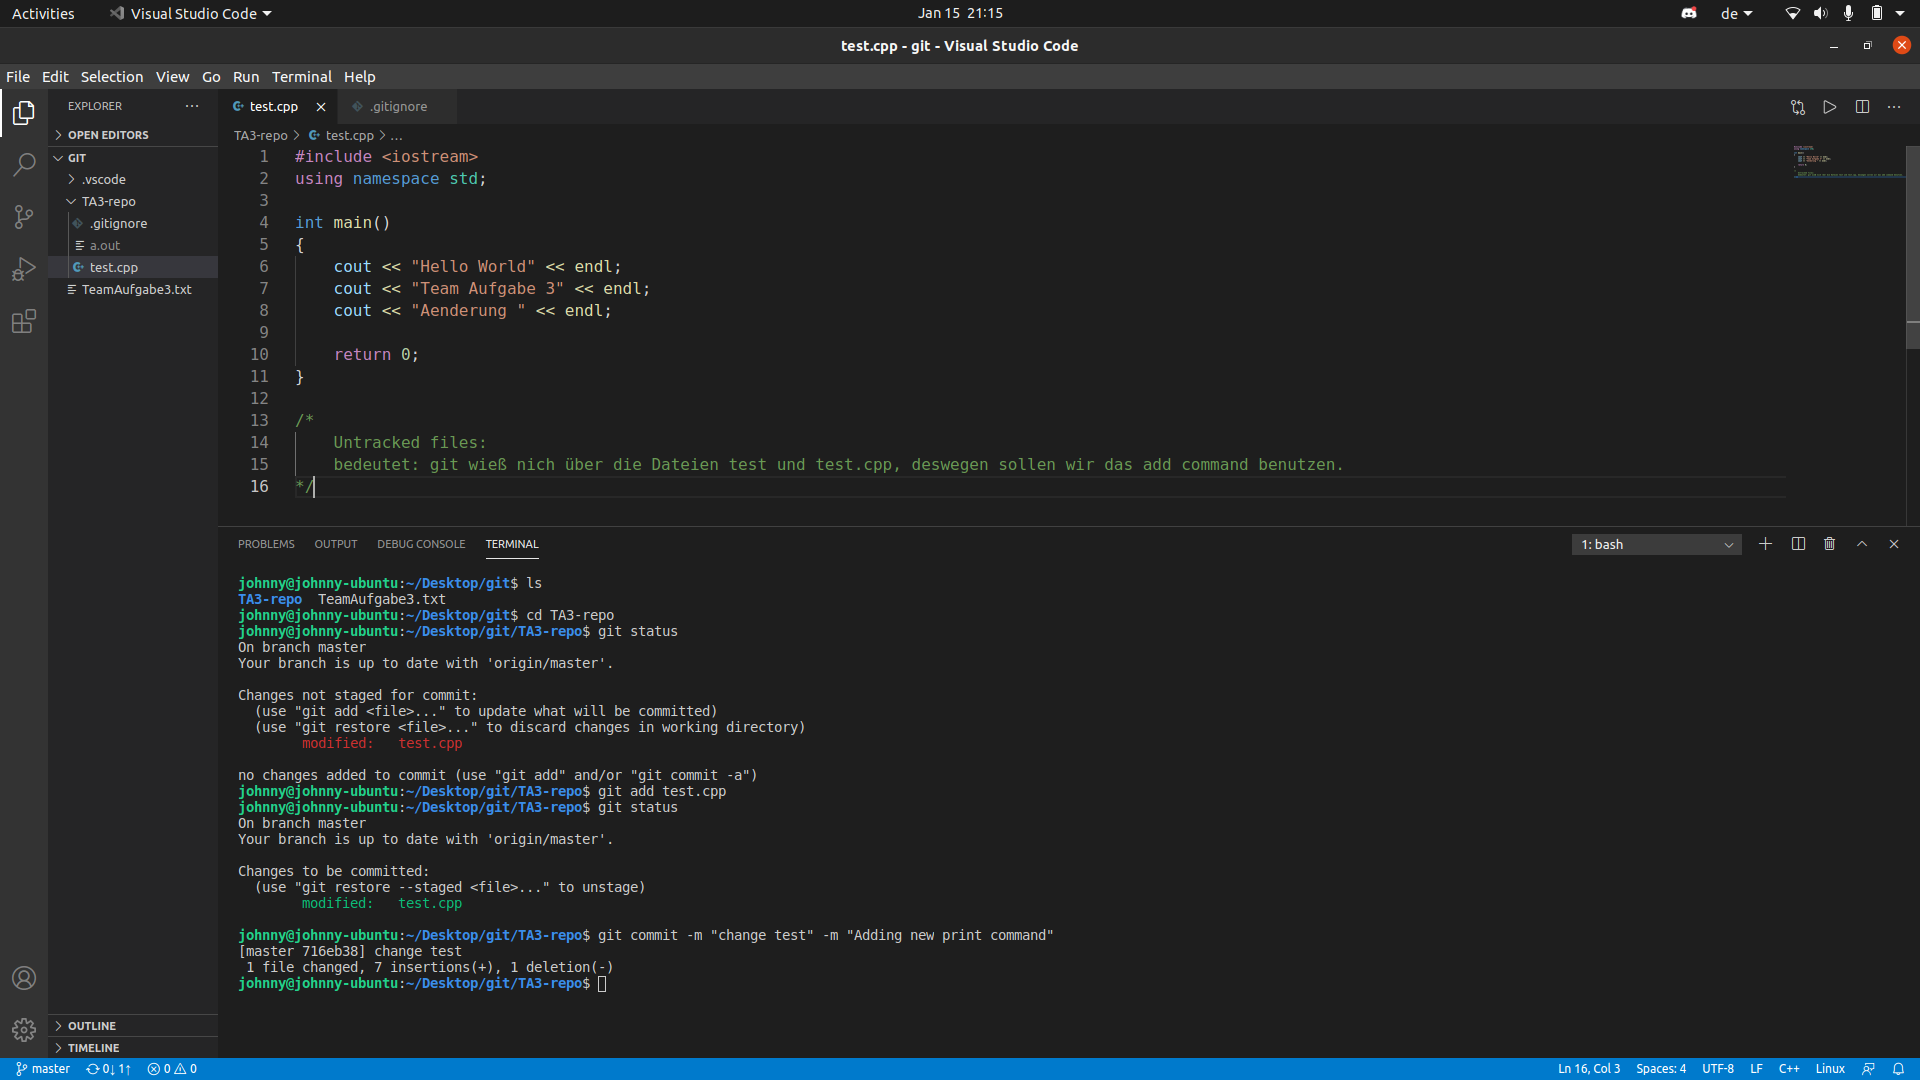 Activities Visual Studio Code Jan 15 21:15 de
test.cpp - git - Visual Studio Code
File Edit Selection View Go Run Terminal Help
EXPLORER ···
OPEN EDITORS
GIT
.vscode
TA3-repo
.gitignore
a.out
test.cpp
TeamAufgabe3.txt
OUTLINE
TIMELINE
test.cpp .gitignore
TA3-repo > test.cpp > ...
1 #include <iostream>
2 using namespace std;
3
4 int main()
5 {
6 cout << "Hello World" << endl;
7 cout << "Team Aufgabe 3" << endl;
8 cout << "Aenderung " << endl;
9
10 return 0;
11 }
12
13 /*
14 Untracked files:
15 bedeutet: git wieß nich über die Dateien test und test.cpp, deswegen sollen wir das add command benutzen.
16 */
PROBLEMS OUTPUT DEBUG CONSOLE TERMINAL 1: bash
johnny@johnny-ubuntu:~/Desktop/git$ ls
TA3-repo TeamAufgabe3.txt
johnny@johnny-ubuntu:~/Desktop/git$ cd TA3-repo
johnny@johnny-ubuntu:~/Desktop/git/TA3-repo$ git status
On branch master
Your branch is up to date with 'origin/master'.
Changes not staged for commit:
(use "git add <file>..." to update what will be committed)
(use "git restore <file>..." to discard changes in working directory)
modified: test.cpp
no changes added to commit (use "git add" and/or "git commit -a")
johnny@johnny-ubuntu:~/Desktop/git/TA3-repo$ git add test.cpp
johnny@johnny-ubuntu:~/Desktop/git/TA3-repo$ git status
On branch master
Your branch is up to date with 'origin/master'.
Changes to be committed:
(use "git restore --staged <file>..." to unstage)
modified: test.cpp
johnny@johnny-ubuntu:~/Desktop/git/TA3-repo$ git commit -m "change test" -m "Adding new print command"
[master 716eb38] change test
1 file changed, 7 insertions(+), 1 deletion(-)
johnny@johnny-ubuntu:~/Desktop/git/TA3-repo$
master 0↓ 1↑ 0 0 Ln 16, Col 3 Spaces: 4 UTF-8 LF C++ Linux